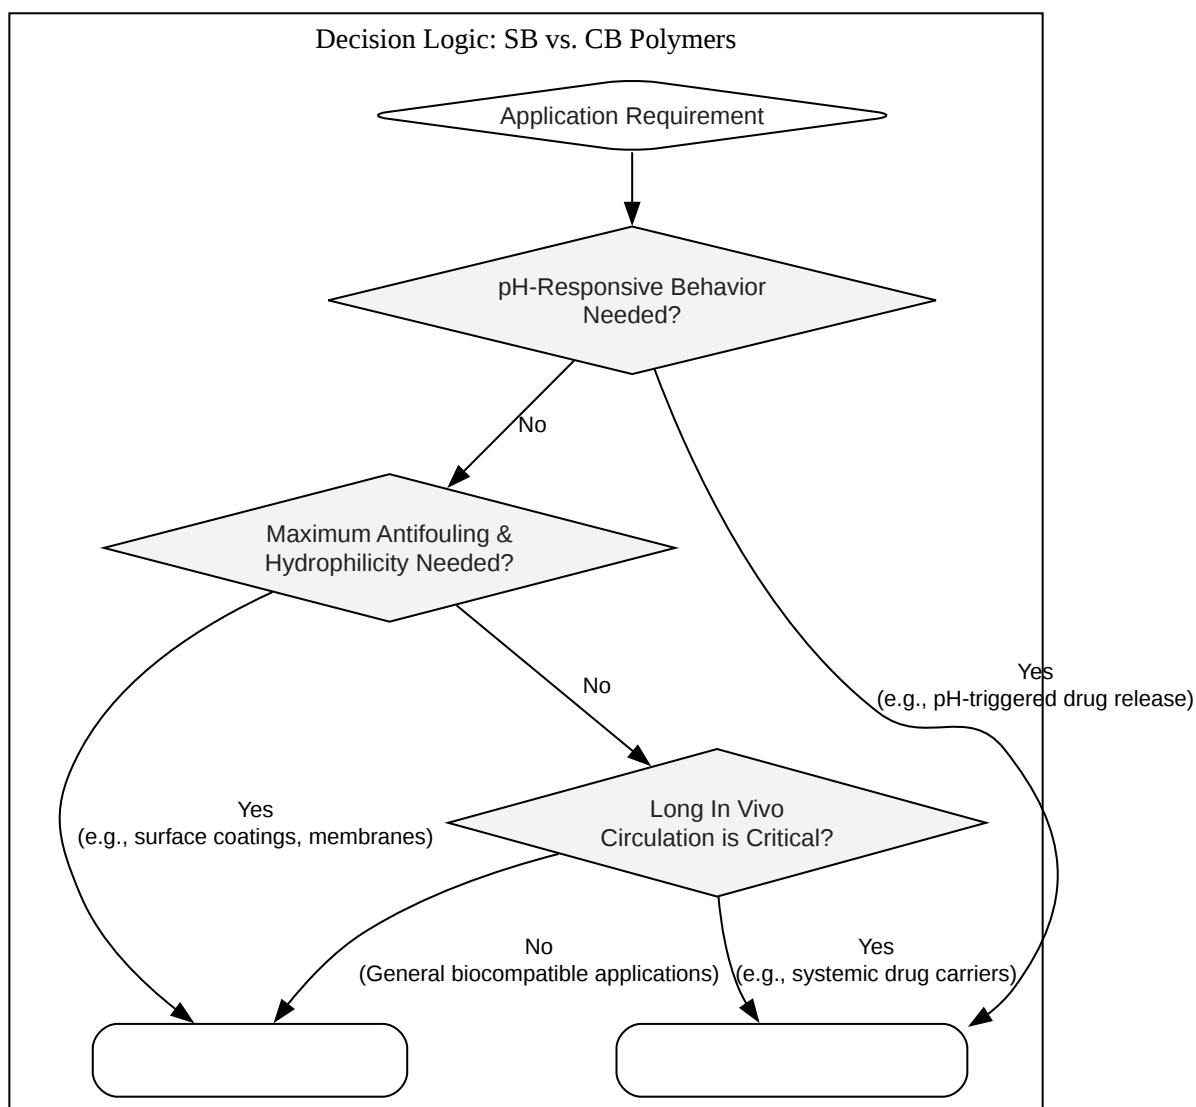 Decision Logic: SB vs. CB Polymers
Application Requirement
pH-Responsive Behavior
Needed?
No
Maximum Antifouling &
Hydrophilicity Needed?
No
Yes
(e.g., pH-triggered drug release)
Yes
(e.g., surface coatings, membranes)
Long In Vivo
Circulation is Critical?
No
(General biocompatible applications)
Yes
(e.g., systemic drug carriers)